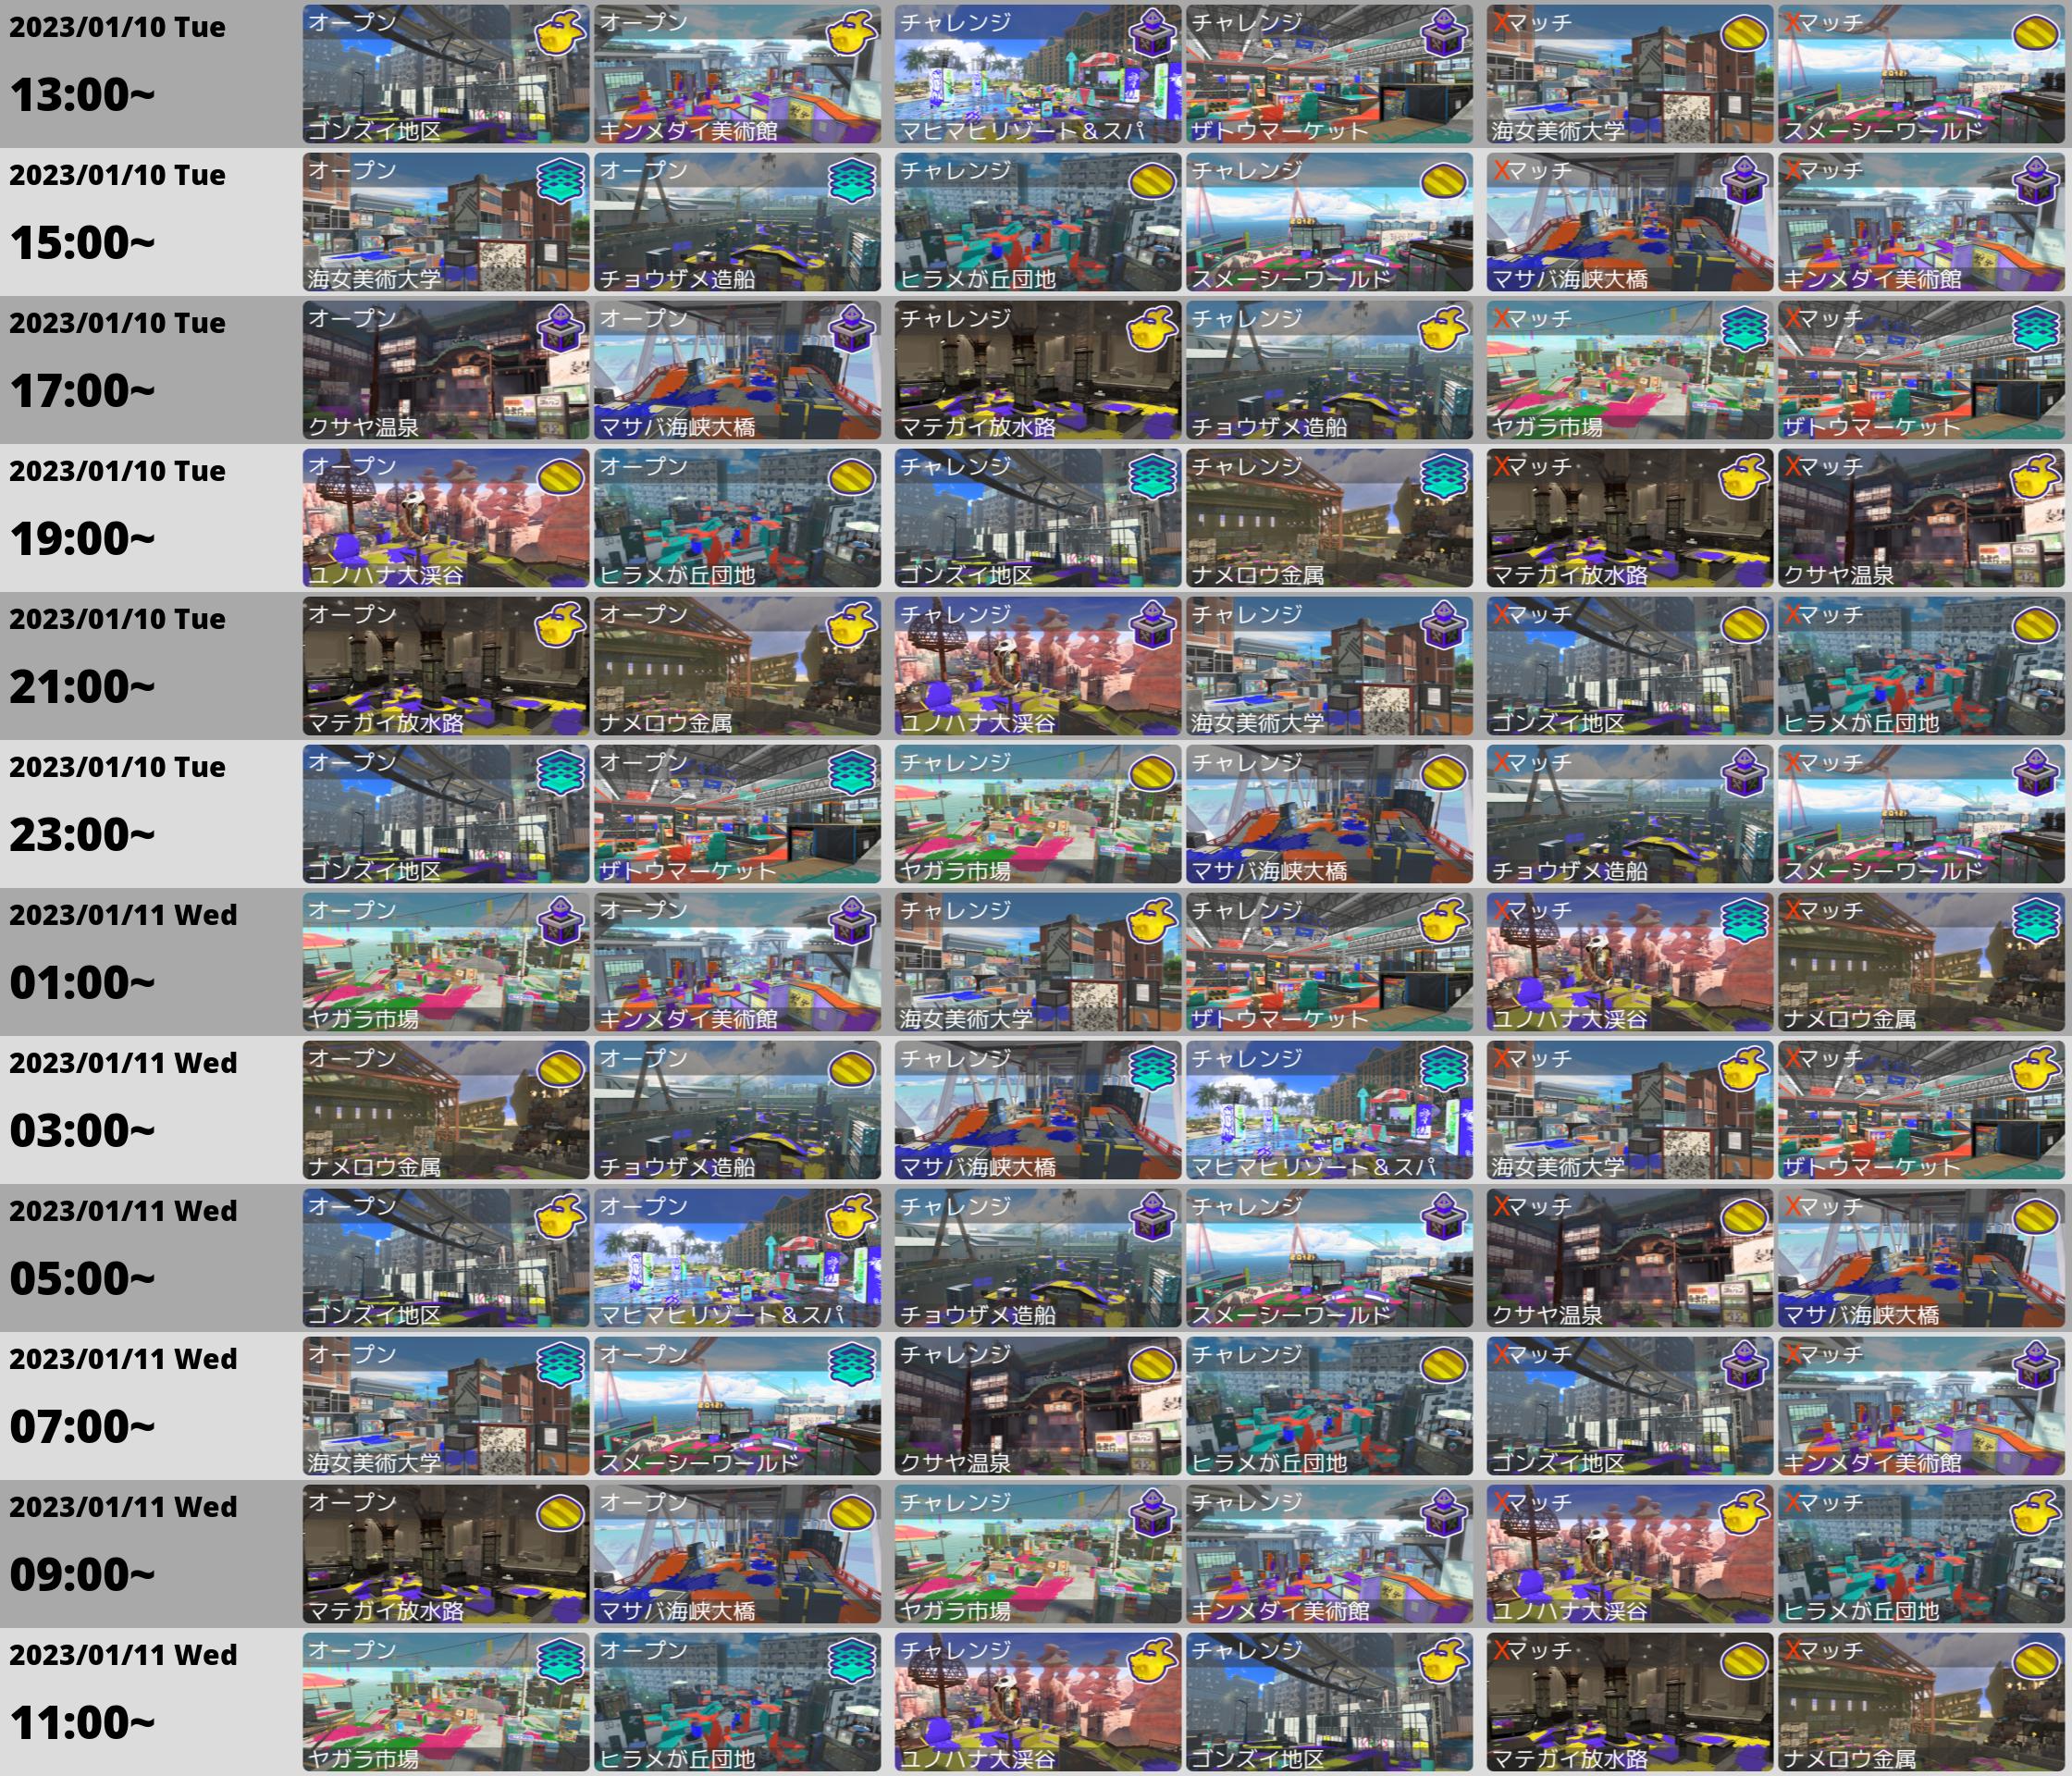 2023/01/10 Tue
13:00~
オープン オープン チャレンジ チャレンジ Xマッチ Xマッチ
ゴンズイ地区 キンメダイ美術館 マヒマヒリゾート＆スパ ザトウマーケット 海女美術大学 スメーシーワールド
2023/01/10 Tue
15:00~
オープン オープン チャレンジ チャレンジ Xマッチ Xマッチ
海女美術大学 チョウザメ造船 ヒラメが丘団地 スメーシーワールド マサバ海峡大橋 キンメダイ美術館
2023/01/10 Tue
17:00~
オープン オープン チャレンジ チャレンジ Xマッチ Xマッチ
クサヤ温泉 マサバ海峡大橋 マテガイ放水路 チョウザメ造船 ヤガラ市場 ザトウマーケット
2023/01/10 Tue
19:00~
オープン オープン チャレンジ チャレンジ Xマッチ Xマッチ
ユノハナ大渓谷 ヒラメが丘団地 ゴンズイ地区 ナメロウ金属 マテガイ放水路 クサヤ温泉
2023/01/10 Tue
21:00~
オープン オープン チャレンジ チャレンジ Xマッチ Xマッチ
マテガイ放水路 ナメロウ金属 ユノハナ大渓谷 海女美術大学 ゴンズイ地区 ヒラメが丘団地
2023/01/10 Tue
23:00~
オープン オープン チャレンジ チャレンジ Xマッチ Xマッチ
ゴンズイ地区 ザトウマーケット ヤガラ市場 マサバ海峡大橋 チョウザメ造船 スメーシーワールド
2023/01/11 Wed
01:00~
オープン オープン チャレンジ チャレンジ Xマッチ Xマッチ
ヤガラ市場 キンメダイ美術館 海女美術大学 ザトウマーケット ユノハナ大渓谷 ナメロウ金属
2023/01/11 Wed
03:00~
オープン オープン チャレンジ チャレンジ Xマッチ Xマッチ
ナメロウ金属 チョウザメ造船 マサバ海峡大橋 マヒマヒリゾート＆スパ 海女美術大学 ザトウマーケット
2023/01/11 Wed
05:00~
オープン オープン チャレンジ チャレンジ Xマッチ Xマッチ
ゴンズイ地区 マヒマヒリゾート＆スパ チョウザメ造船 スメーシーワールド クサヤ温泉 マサバ海峡大橋
2023/01/11 Wed
07:00~
オープン オープン チャレンジ チャレンジ Xマッチ Xマッチ
海女美術大学 スメーシーワールド クサヤ温泉 ヒラメが丘団地 ゴンズイ地区 キンメダイ美術館
2023/01/11 Wed
09:00~
オープン オープン チャレンジ チャレンジ Xマッチ Xマッチ
マテガイ放水路 マサバ海峡大橋 ヤガラ市場 キンメダイ美術館 ユノハナ大渓谷 ヒラメが丘団地
2023/01/11 Wed
11:00~
オープン オープン チャレンジ チャレンジ Xマッチ Xマッチ
ヤガラ市場 ヒラメが丘団地 ユノハナ大渓谷 ゴンズイ地区 マテガイ放水路 ナメロウ金属